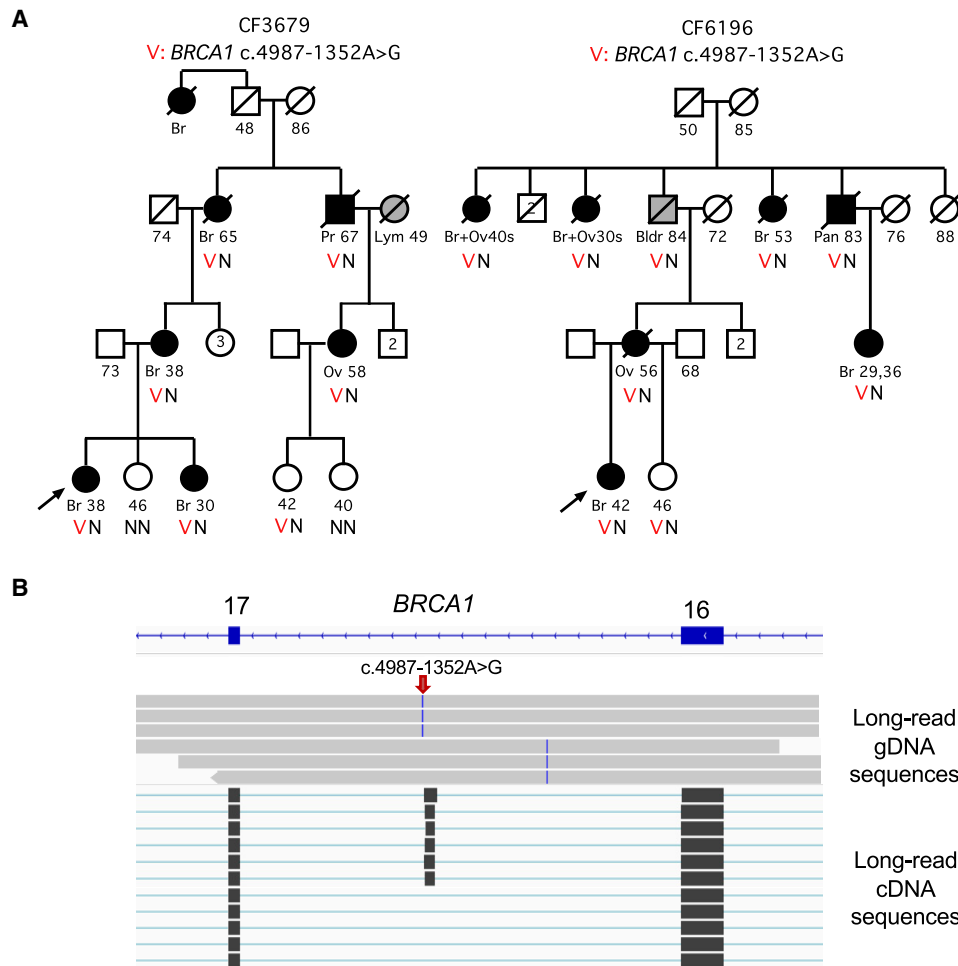 A
CF3679
V: BRCA1 c.4987-1352A>G
Br
48
86
74
Br 65
Pr 67
Lym 49
VN
VN
73
Br 38
3
Ov 58
2
VN
VN
Br 38
46
Br 30
42
40
VN
NN
VN
VN
NN
CF6196
V: BRCA1 c.4987-1352A>G
50
85
2
Br+Ov40s
Br+Ov30s
Bldr 84
72
Br 53
Pan 83
76
88
VN
VN
VN
VN
VN
Ov 56
68
2
Br 29,36
VN
VN
Br 42
46
VN
VN
B
17
BRCA1
16
c.4987-1352A>G
Long-read
gDNA
sequences
Long-read
cDNA
sequences